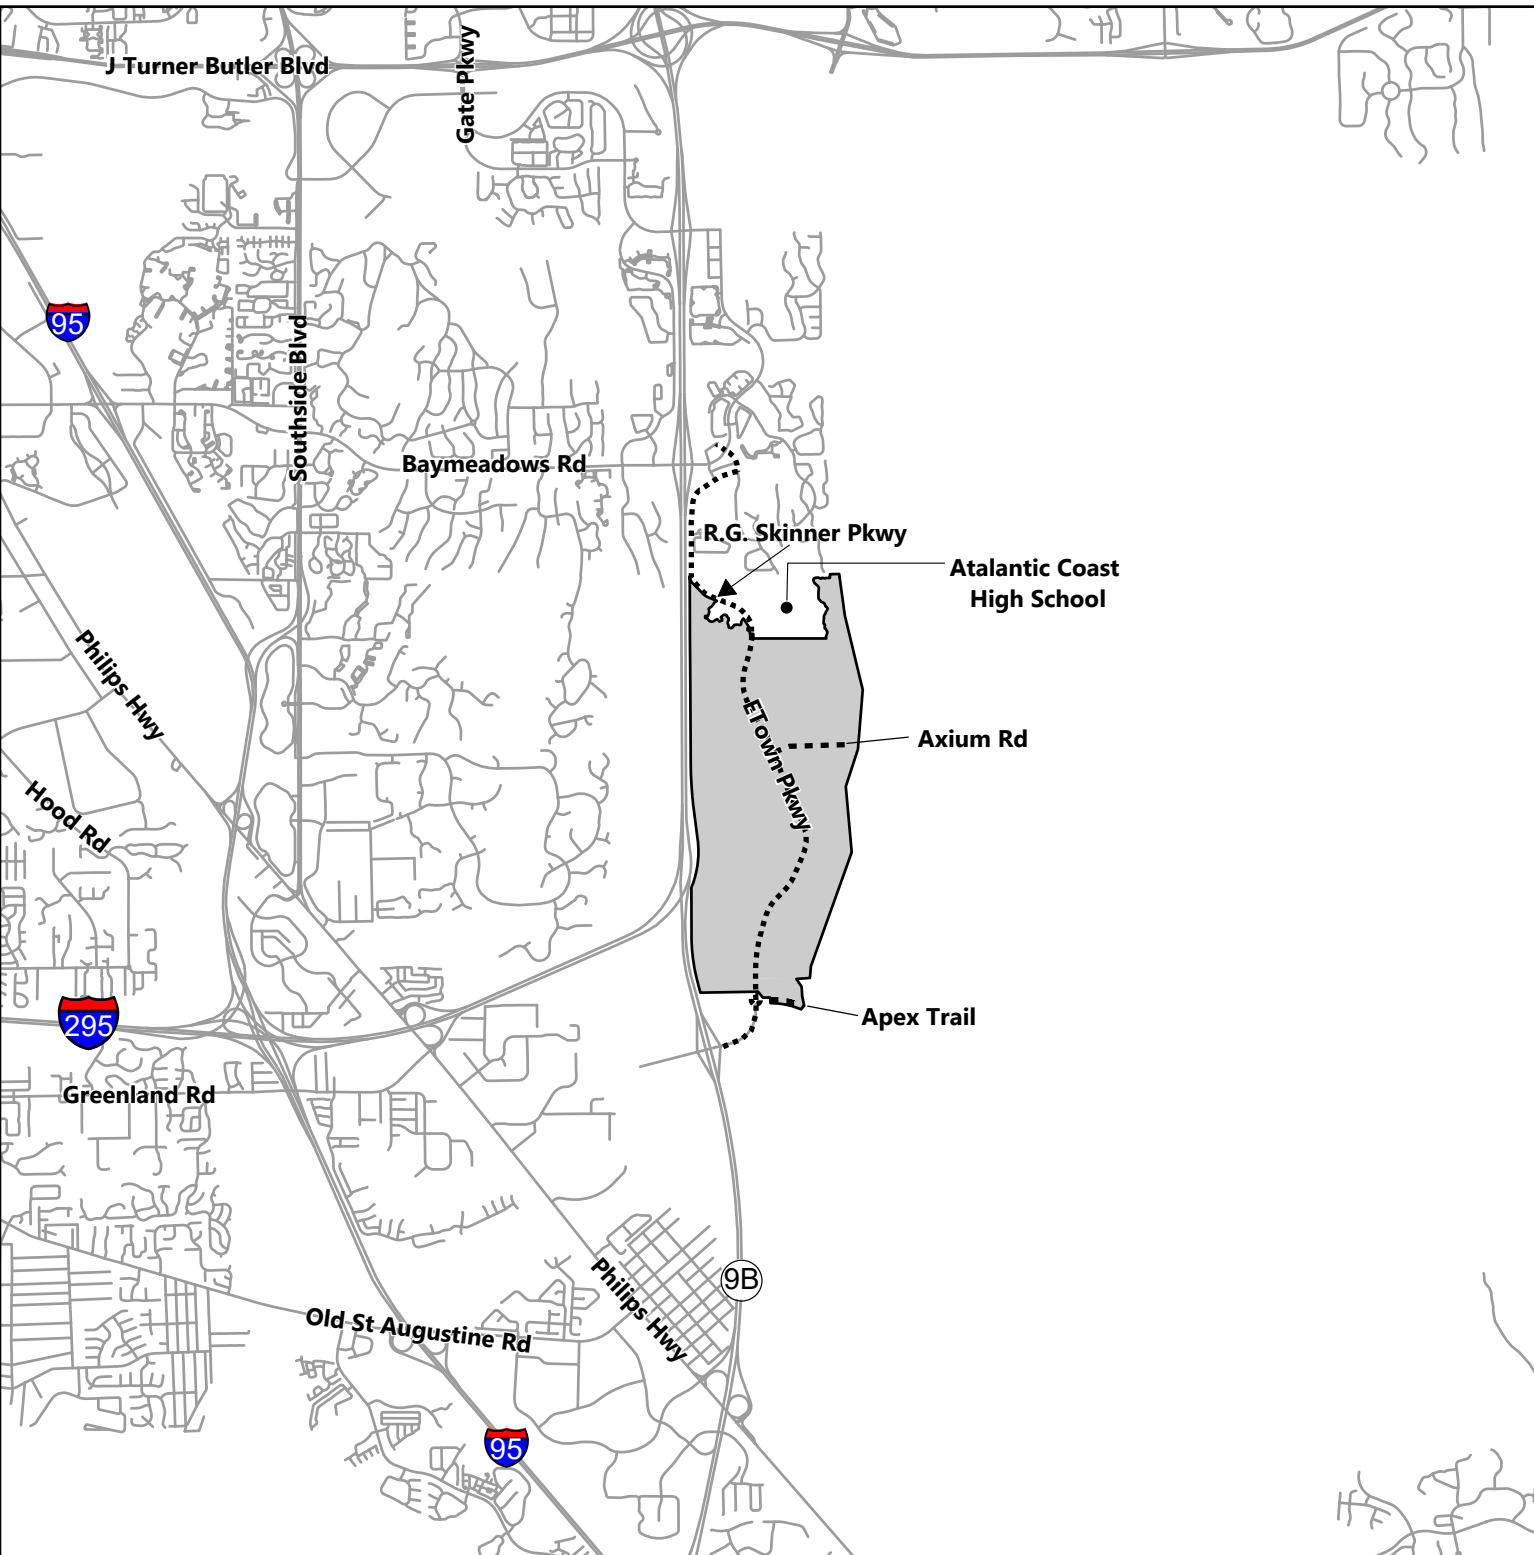 J Turner Butler Blvd
Gate Pkwy
95
Southside Blvd
Baymeadows Rd
R.G. Skinner Pkwy
Atalantic Coast
High School
Philips Hwy
ETown Pkwy
Axium Rd
Hood Rd
295
Apex Trail
Greenland Rd
9B
Philips Hwy
Old St Augustine Rd
95